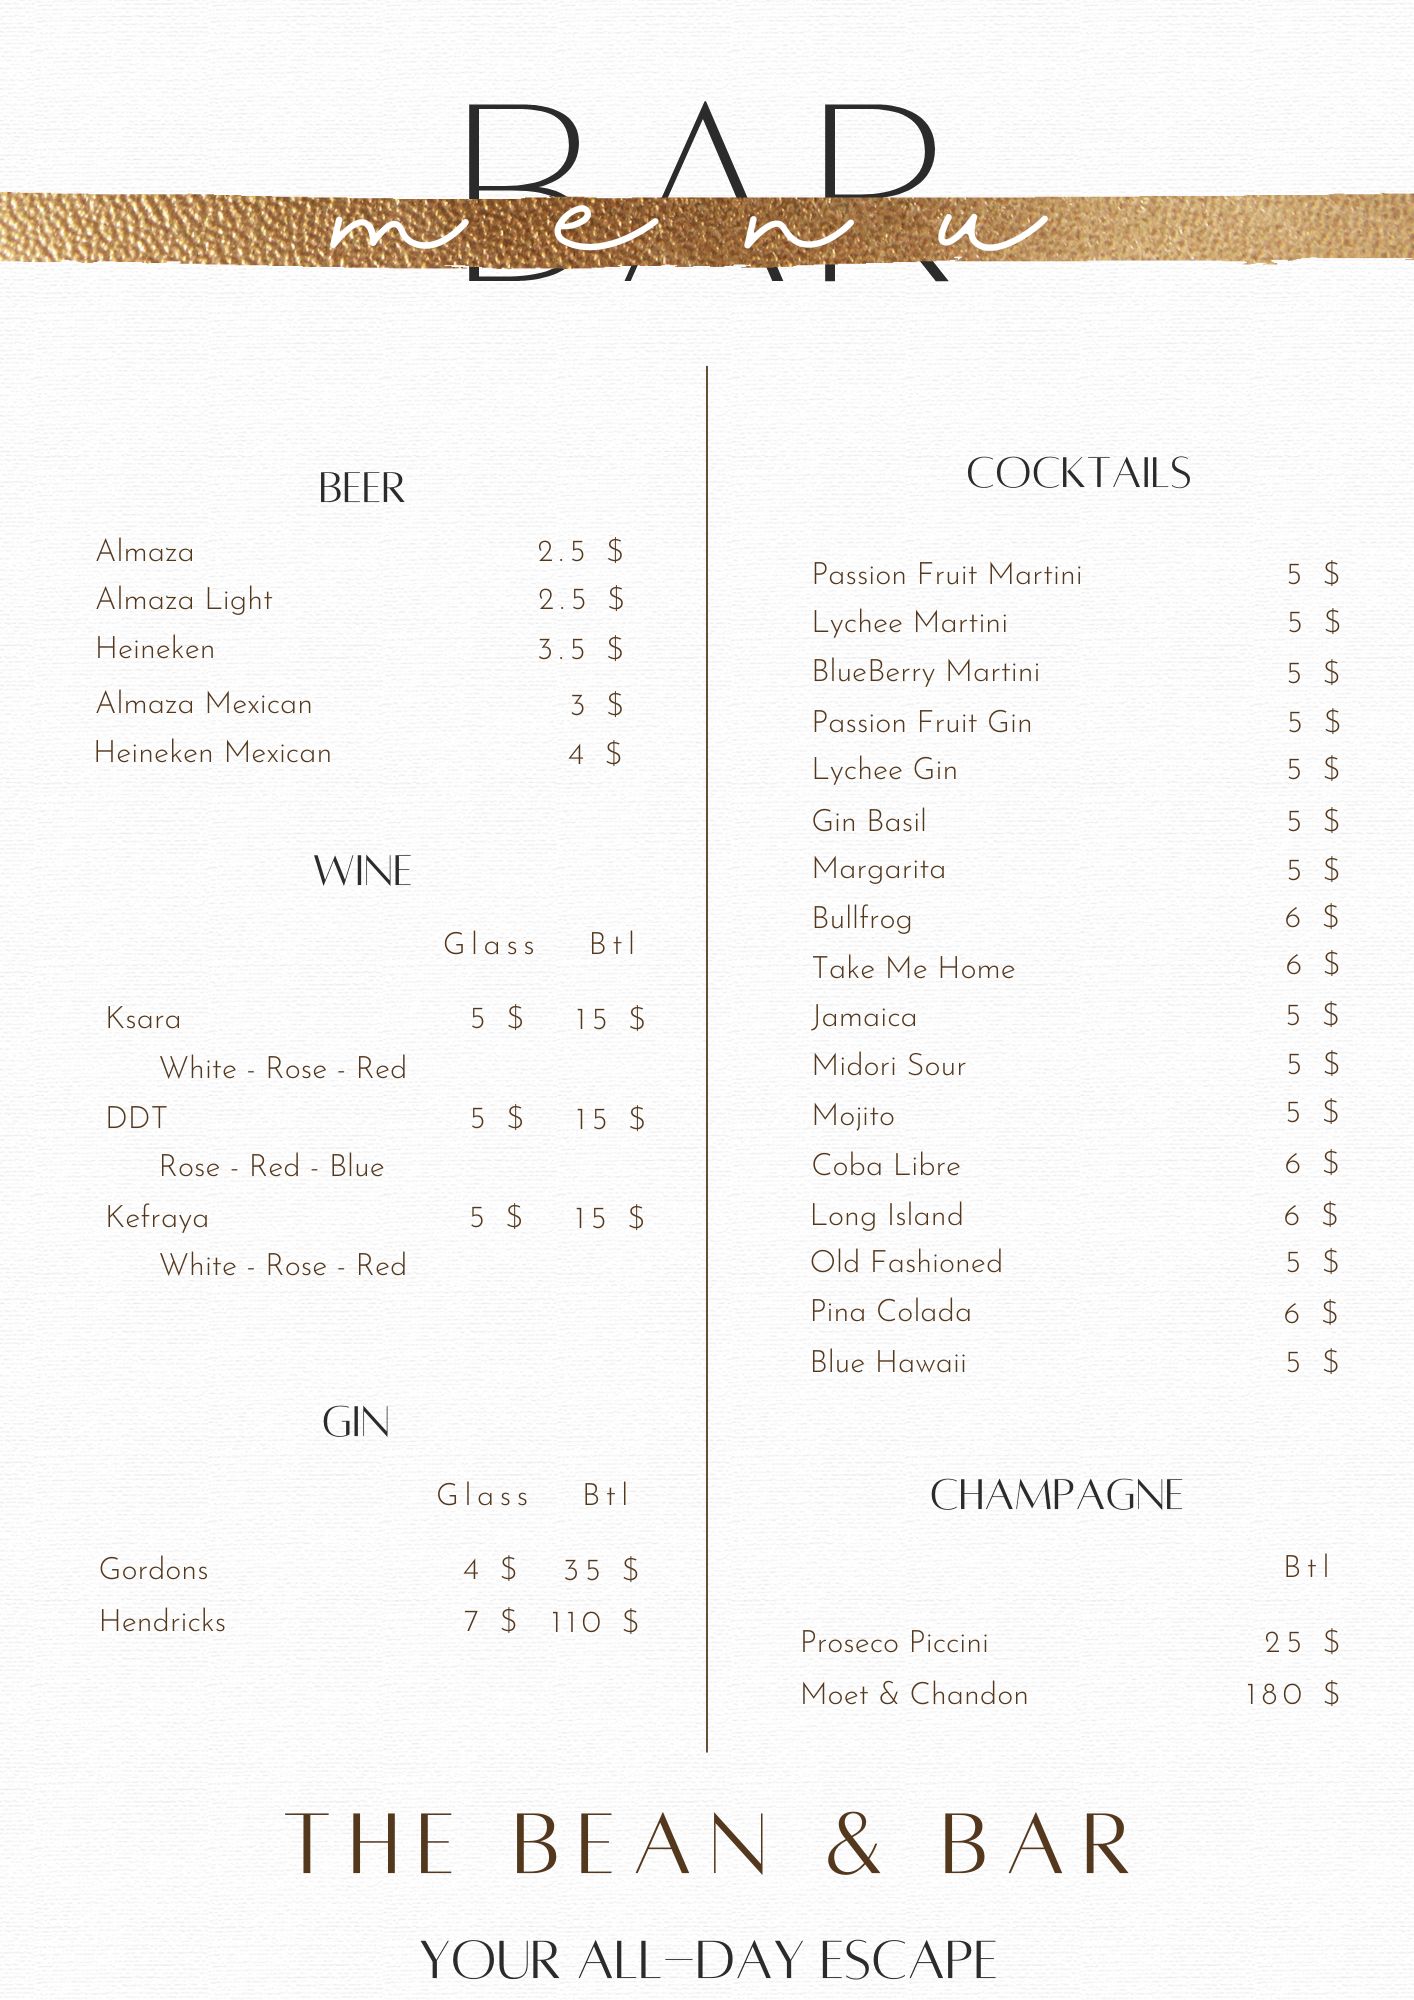 BAR
menu
BEER
Almaza 2.5 $
Almaza Light 2.5 $
Heineken 3.5 $
Almaza Mexican 3 $
Heineken Mexican 4 $
WINE
Glass Btl
Ksara 5 $ 15 $
White - Rose - Red
DDT 5 $ 15 $
Rose - Red - Blue
Kefraya 5 $ 15 $
White - Rose - Red
GIN
Glass Btl
Gordons 4 $ 35 $
Hendricks 7 $ 110 $
COCKTAILS
Passion Fruit Martini 5 $
Lychee Martini 5 $
BlueBerry Martini 5 $
Passion Fruit Gin 5 $
Lychee Gin 5 $
Gin Basil 5 $
Margarita 5 $
Bullfrog 6 $
Take Me Home 6 $
Jamaica 5 $
Midori Sour 5 $
Mojito 5 $
Coba Libre 6 $
Long Island 6 $
Old Fashioned 5 $
Pina Colada 6 $
Blue Hawaii 5 $
CHAMPAGNE
Btl
Proseco Piccini 25 $
Moet & Chandon 180 $
THE BEAN & BAR
YOUR ALL-DAY ESCAPE